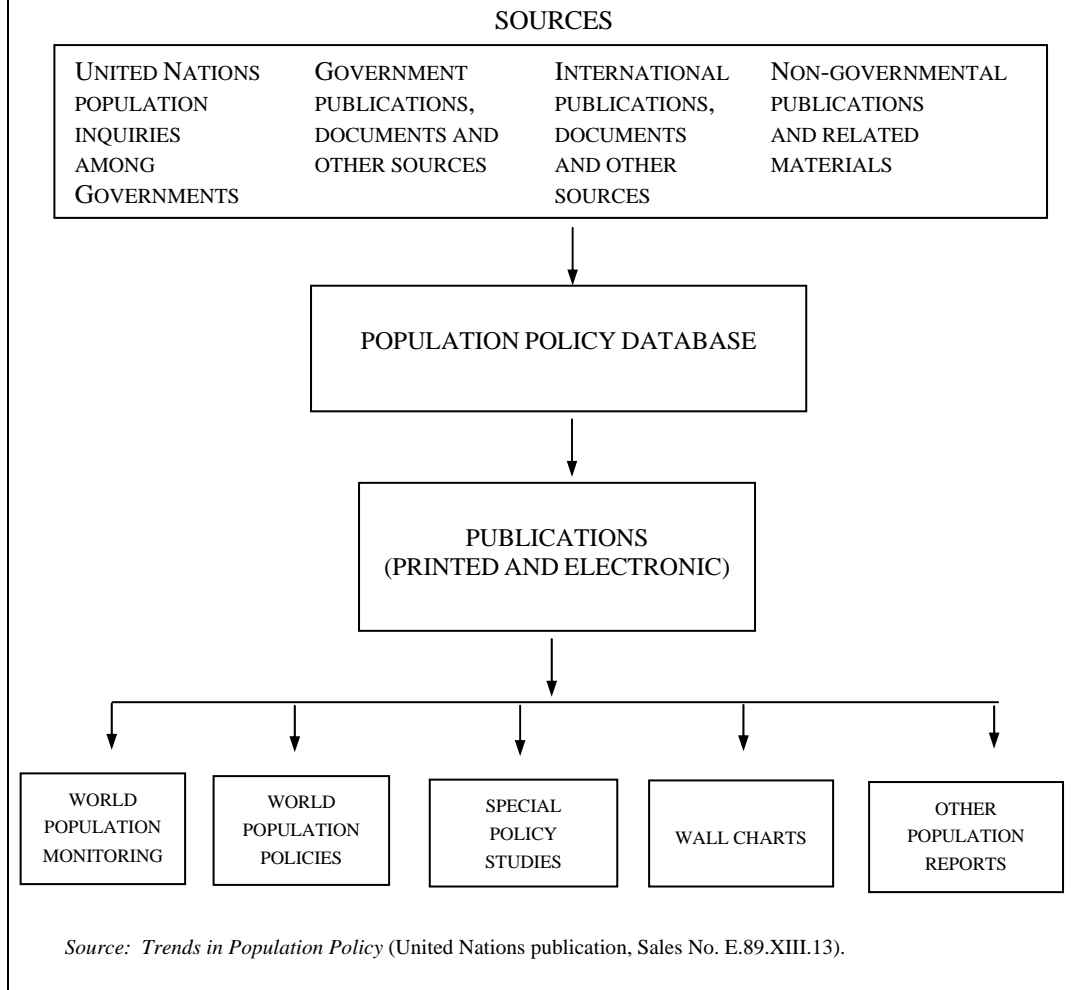 SOURCES
UNITED NATIONS
POPULATION
INQUIRIES
AMONG
GOVERNMENTS
GOVERNMENT
PUBLICATIONS,
DOCUMENTS AND
OTHER SOURCES
INTERNATIONAL
PUBLICATIONS,
DOCUMENTS
AND OTHER
SOURCES
NON-GOVERNMENTAL
PUBLICATIONS
AND RELATED
MATERIALS
POPULATION POLICY DATABASE
PUBLICATIONS
(PRINTED AND ELECTRONIC)
WORLD
POPULATION
MONITORING
WORLD
POPULATION
POLICIES
SPECIAL
POLICY
STUDIES
WALL CHARTS
OTHER
POPULATION
REPORTS
Source: Trends in Population Policy (United Nations publication, Sales No. E.89.XIII.13).